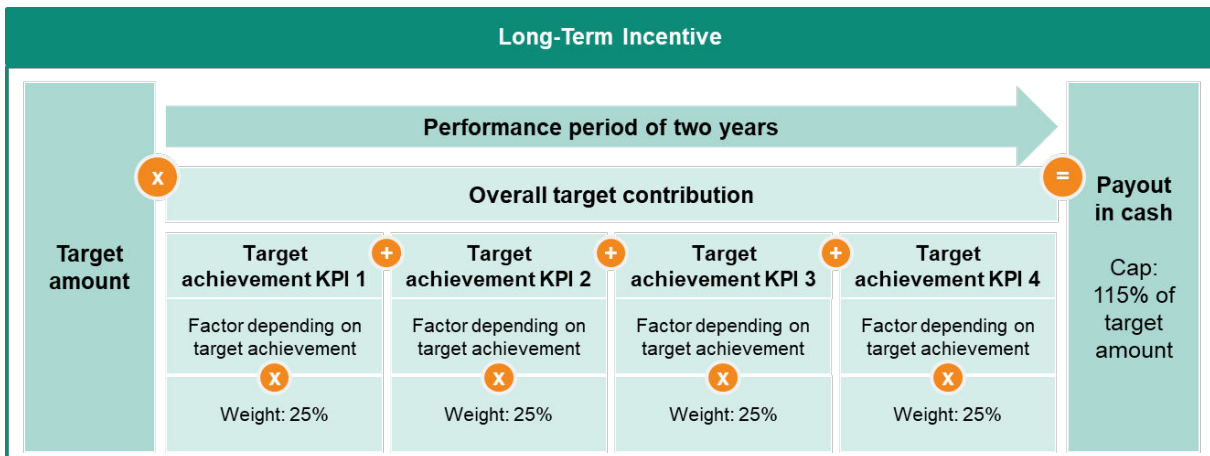 Long-Term Incentive
Performance period of two years
x
Overall target contribution
=
Target
amount
Target
achievement KPI 1
+
Target
achievement KPI 2
+
Target
achievement KPI 3
+
Target
achievement KPI 4
Factor depending on
target achievement
Factor depending on
target achievement
Factor depending on
target achievement
Factor depending on
target achievement
x
x
x
x
Weight: 25%
Weight: 25%
Weight: 25%
Weight: 25%
Payout
in cash
Cap:
115% of
target
amount